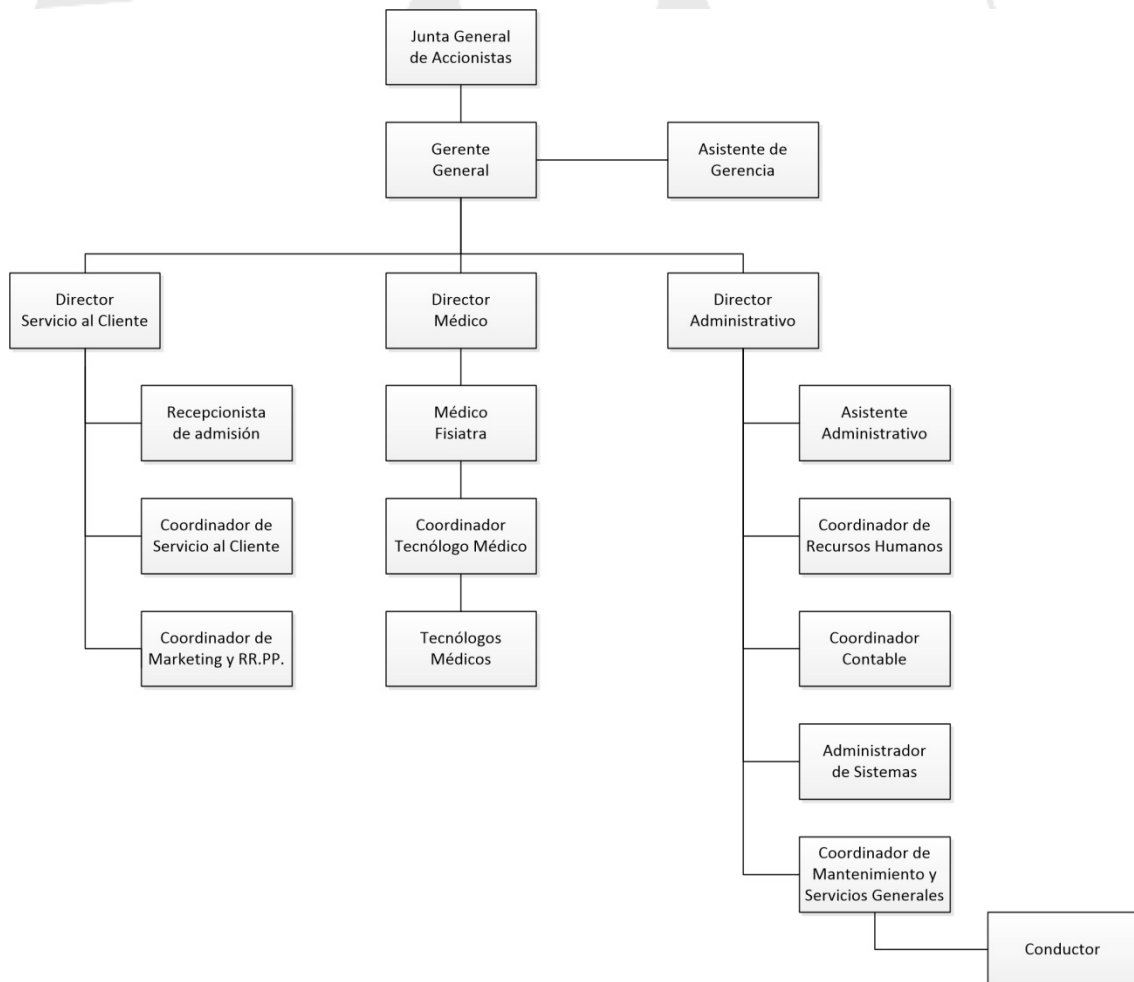 Junta General
de Accionistas
Gerente
General
Asistente de
Gerencia
Director
Servicio al Cliente
Director
Médico
Director
Administrativo
Recepcionista
de admisión
Médico
Fisiatra
Asistente
Administrativo
Coordinador de
Servicio al Cliente
Coordinador
Tecnólogo Médico
Coordinador de
Recursos Humanos
Coordinador de
Marketing y RR.PP.
Tecnólogos
Médicos
Coordinador
Contable
Administrador
de Sistemas
Coordinador de
Mantenimiento y
Servicios Generales
Conductor